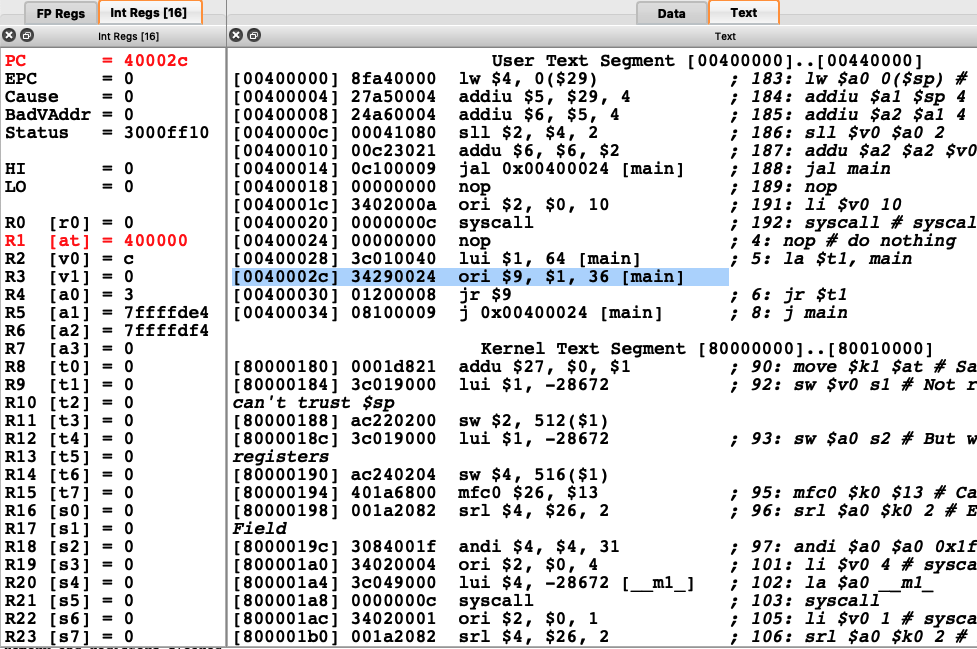 FP Regs
Int Regs [16]
Data
Text
Int Regs [16]
Text
PC = 40002c
EPC = 0
Cause = 0
BadVAddr = 0
Status = 3000ff10
HI = 0
LO = 0
R0 [r0] = 0
R1 [at] = 400000
R2 [v0] = c
R3 [v1] = 0
R4 [a0] = 3
R5 [a1] = 7ffffde4
R6 [a2] = 7ffffdf4
R7 [a3] = 0
R8 [t0] = 0
R9 [t1] = 0
R10 [t2] = 0
R11 [t3] = 0
R12 [t4] = 0
R13 [t5] = 0
R14 [t6] = 0
R15 [t7] = 0
R16 [s0] = 0
R17 [s1] = 0
R18 [s2] = 0
R19 [s3] = 0
R20 [s4] = 0
R21 [s5] = 0
R22 [s6] = 0
R23 [s7] = 0
User Text Segment [00400000]..[00440000]
[00400000] 8fa40000 lw $4, 0($29) ; 183: lw $a0 0($sp) #
[00400004] 27a50004 addiu $5, $29, 4 ; 184: addiu $a1 $sp 4
[00400008] 24a60004 addiu $6, $5, 4 ; 185: addiu $a2 $a1 4
[0040000c] 00041080 sll $2, $4, 2 ; 186: sll $v0 $a0 2
[00400010] 00c23021 addu $6, $6, $2 ; 187: addu $a2 $a2 $v0
[00400014] 0c100009 jal 0x00400024 [main] ; 188: jal main
[00400018] 00000000 nop ; 189: nop
[0040001c] 3402000a ori $2, $0, 10 ; 191: li $v0 10
[00400020] 0000000c syscall ; 192: syscall # syscal
[00400024] 00000000 nop ; 4: nop # do nothing
[00400028] 3c010040 lui $1, 64 [main] ; 5: la $t1, main
[0040002c] 34290024 ori $9, $1, 36 [main]
[00400030] 01200008 jr $9 ; 6: jr $t1
[00400034] 08100009 j 0x00400024 [main] ; 8: j main
Kernel Text Segment [80000000]..[80010000]
[80000180] 0001d821 addu $27, $0, $1 ; 90: move $k1 $at # Sa
[80000184] 3c019000 lui $1, -28672 ; 92: sw $v0 s1 # Not r
can't trust $sp
[80000188] ac220200 sw $2, 512($1)
[8000018c] 3c019000 lui $1, -28672 ; 93: sw $a0 s2 # But w
registers
[80000190] ac240204 sw $4, 516($1)
[80000194] 401a6800 mfc0 $26, $13 ; 95: mfc0 $k0 $13 # Ca
[80000198] 001a2082 srl $4, $26, 2 ; 96: srl $a0 $k0 2 # E
Field
[8000019c] 3084001f andi $4, $4, 31 ; 97: andi $a0 $a0 0x1f
[800001a0] 34020004 ori $2, $0, 4 ; 101: li $v0 4 # sysca
[800001a4] 3c049000 lui $4, -28672 [__m1_] ; 102: la $a0 __m1_
[800001a8] 0000000c syscall ; 103: syscall
[800001ac] 34020001 ori $2, $0, 1 ; 105: li $v0 1 # sysca
[800001b0] 001a2082 srl $4, $26, 2 ; 106: srl $a0 $k0 2 #